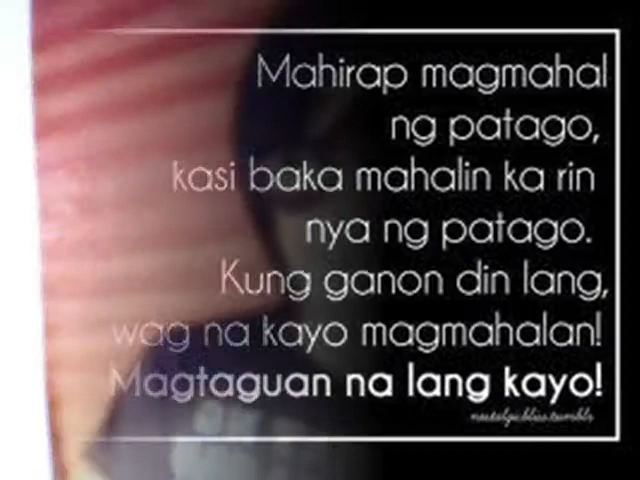 Mahirap magmahal
ng patago,
kasi baka mahalin ka rin
nya ng patago.
Kung ganon din lang,
wag na kayo magmahalan!
Magtaguan na lang kayo!